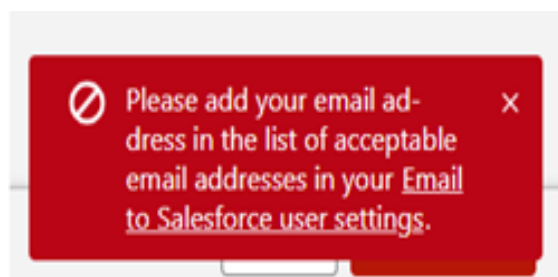 Please add your email ad-
dress in the list of acceptable
email addresses in your Email
to Salesforce user settings.